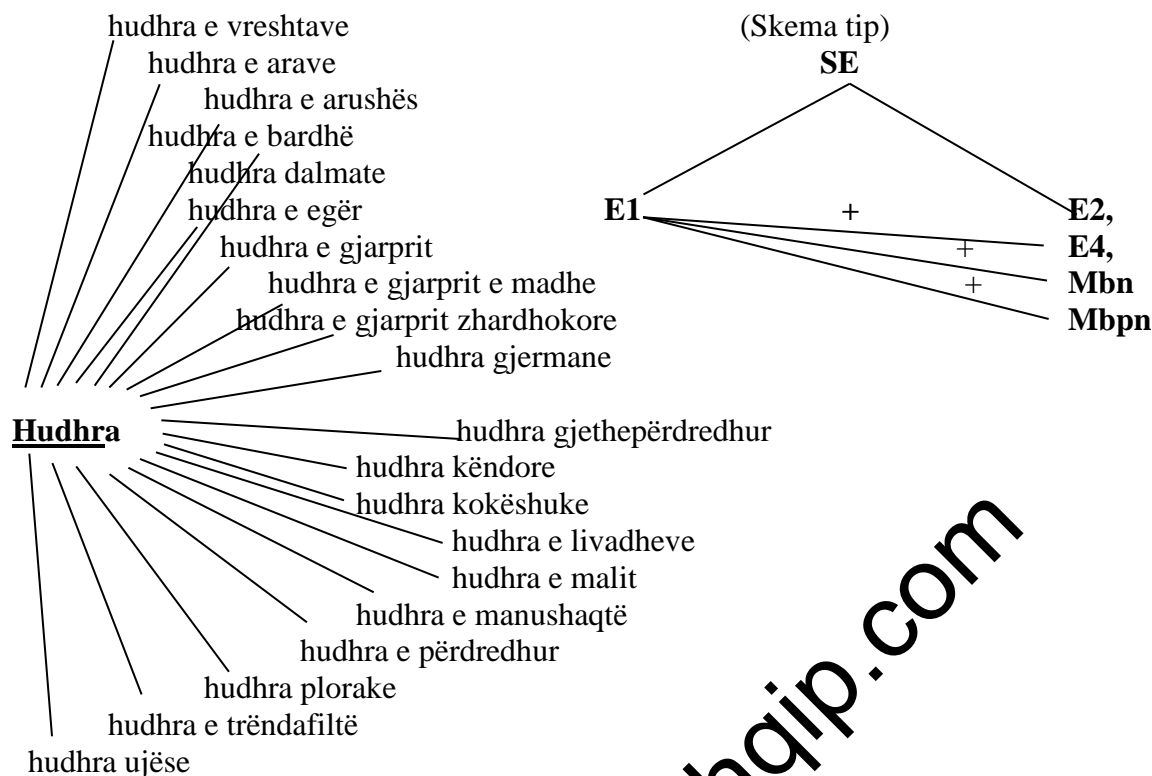 hudhra e vreshtave
(Skema tip)
hudhra e arave
SE
hudhra e arushës
hudhra e bardhë
hudhra dalmate
hudhra e egër
E1
+
E2,
hudhra e gjarprit
+
E4,
hudhra e gjarprit e madhe
+
Mbn
hudhra e gjarprit zhardhokore
Mbpn
hudhra gjermane
Hudhra
hudhra gjethepërdredhur
hudhra këndore
hudhra kokëshuke
hudhra e livadheve
hudhra e malit
hudhra e manushaqtë
hudhra e përdredhur
hudhra plorake
hudhra e trëndafiltë
hudhra ujëse
hqip.com